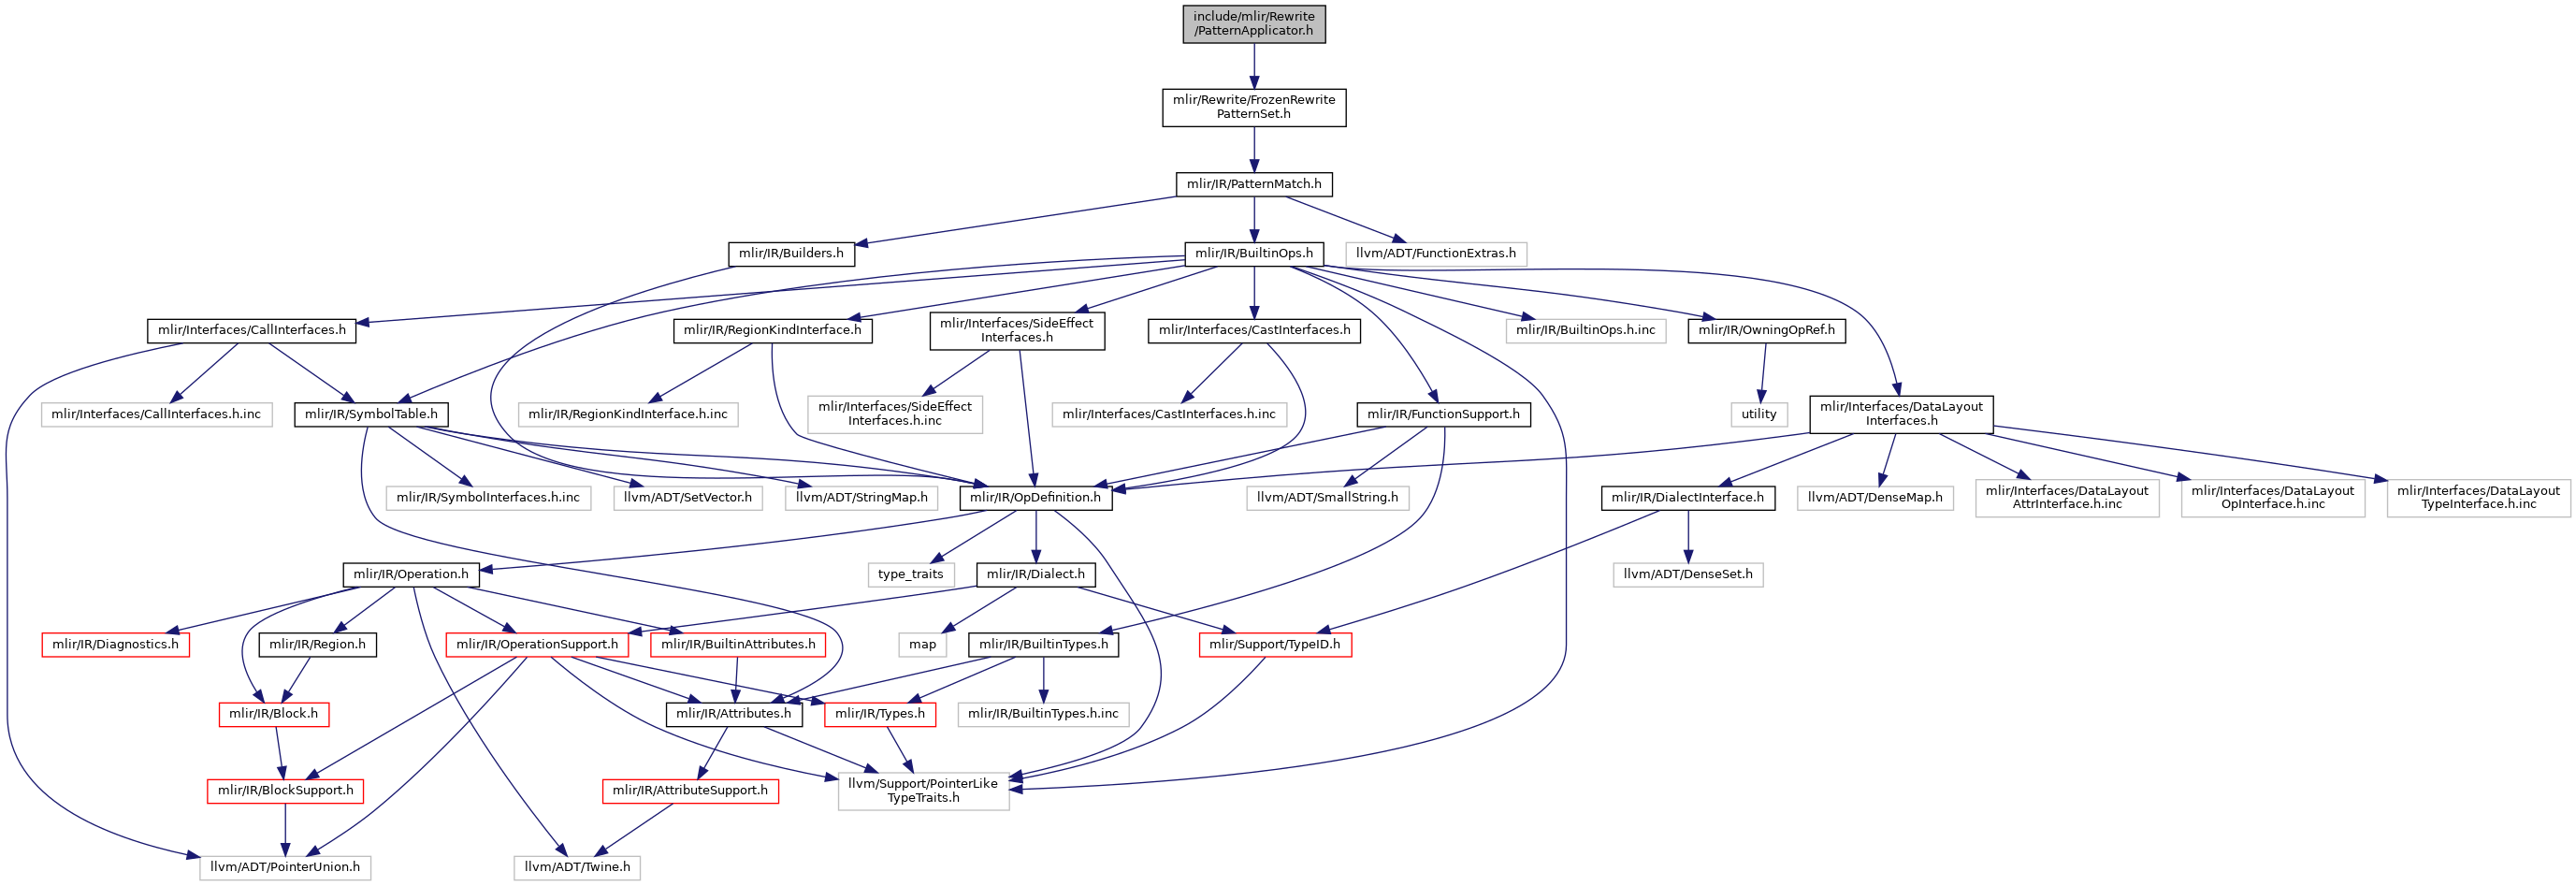 include/mlir/Rewrite
/PatternApplicator.h
mlir/Rewrite/FrozenRewrite
PatternSet.h
mlir/IR/PatternMatch.h
mlir/IR/Builders.h
mlir/IR/BuiltinOps.h
llvm/ADT/FunctionExtras.h
mlir/Interfaces/CallInterfaces.h
mlir/IR/RegionKindInterface.h
mlir/Interfaces/SideEffect
Interfaces.h
mlir/Interfaces/CastInterfaces.h
mlir/IR/BuiltinOps.h.inc
mlir/IR/OwningOpRef.h
mlir/Interfaces/CallInterfaces.h.inc
mlir/IR/SymbolTable.h
mlir/IR/RegionKindInterface.h.inc
mlir/Interfaces/SideEffect
Interfaces.h.inc
mlir/Interfaces/CastInterfaces.h.inc
mlir/IR/FunctionSupport.h
utility
mlir/Interfaces/DataLayout
Interfaces.h
mlir/IR/SymbolInterfaces.h.inc
llvm/ADT/SetVector.h
llvm/ADT/StringMap.h
mlir/IR/OpDefinition.h
llvm/ADT/SmallString.h
mlir/IR/DialectInterface.h
llvm/ADT/DenseMap.h
mlir/Interfaces/DataLayout
AttrInterface.h.inc
mlir/Interfaces/DataLayout
OpInterface.h.inc
mlir/Interfaces/DataLayout
TypeInterface.h.inc
mlir/IR/Operation.h
type_traits
mlir/IR/Dialect.h
llvm/ADT/DenseSet.h
mlir/IR/Diagnostics.h
mlir/IR/Region.h
mlir/IR/OperationSupport.h
mlir/IR/BuiltinAttributes.h
map
mlir/IR/BuiltinTypes.h
mlir/Support/TypeID.h
mlir/IR/Block.h
mlir/IR/Attributes.h
mlir/IR/Types.h
mlir/IR/BuiltinTypes.h.inc
mlir/IR/BlockSupport.h
mlir/IR/AttributeSupport.h
llvm/Support/PointerLike
TypeTraits.h
llvm/ADT/PointerUnion.h
llvm/ADT/Twine.h